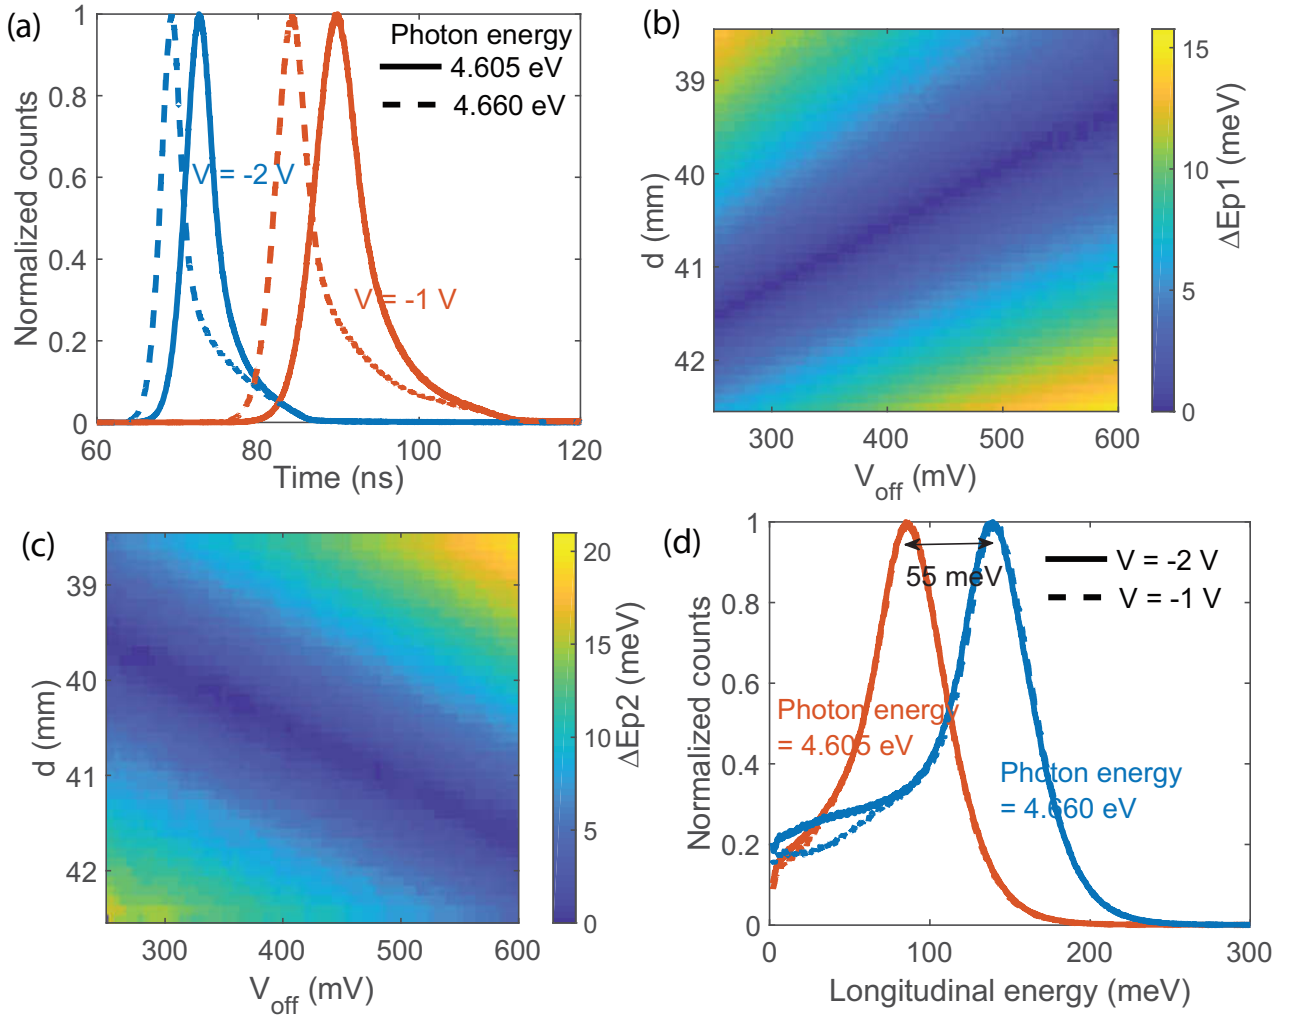 (a)
1
0.8
0.6
0.4
0.2
0
Normalized counts
Photon energy
4.605 eV
4.660 eV
V = -2 V
V = -1 V
60
80
100
120
Time (ns)
(b)
39
40
41
42
d (mm)
300
400
500
600
V_off (mV)
15
10
5
0
ΔEp1 (meV)
(c)
39
40
41
42
d (mm)
300
400
500
600
V_off (mV)
20
15
10
5
0
ΔEp2 (meV)
(d)
1
0.8
0.6
0.4
0.2
0
Normalized counts
55 meV
V = -2 V
V = -1 V
Photon energy
= 4.605 eV
Photon energy
= 4.660 eV
0
100
200
300
Longitudinal energy (meV)